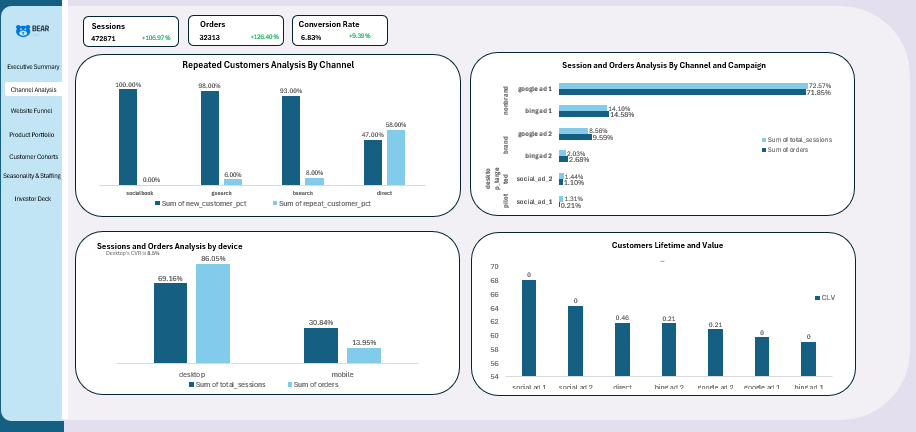 BEAR
Executive Summary
Channel Analysis
Website Funnel
Product Portfolio
Customer Cohorts
Seasonality & Staffing
Investor Deck
Sessions
472871 +106.97%
Orders
32313 +126.40%
Conversion Rate
6.83% +9.39%
Repeated Customers Analysis By Channel
100.00% 98.00% 93.00%
47.00% 58.00%
0.00% 6.00% 8.00%
socialbook gsearch bsearch direct
Sum of new_customer_pct Sum of repeat_customer_pct
Session and Orders Analysis By Channel and Campaign
nonbrand
google ad 1
72.57%
71.85%
bing ad 1
14.10%
14.58%
brand
google ad 2
8.56%
9.59%
bing ad 2
2.03%
2.68%
deskto
p_targe
ted
social_ad_2
1.44%
1.10%
pilot
social_ad_1
1.31%
0.21%
Sum of total_sessions
Sum of orders
Sessions and Orders Analysis by device
Desktop's CVR is 8.5%
69.16% 86.05%
30.84% 13.95%
desktop mobile
Sum of total_sessions Sum of orders
Customers Lifetime and Value
70
68
66
64
62
60
58
56
54
0 0 0.46 0.21 0.21 0 0
CLV
social ad 1 social ad 2 direct bing ad 2 google ad 2 google ad 1 bing ad 1